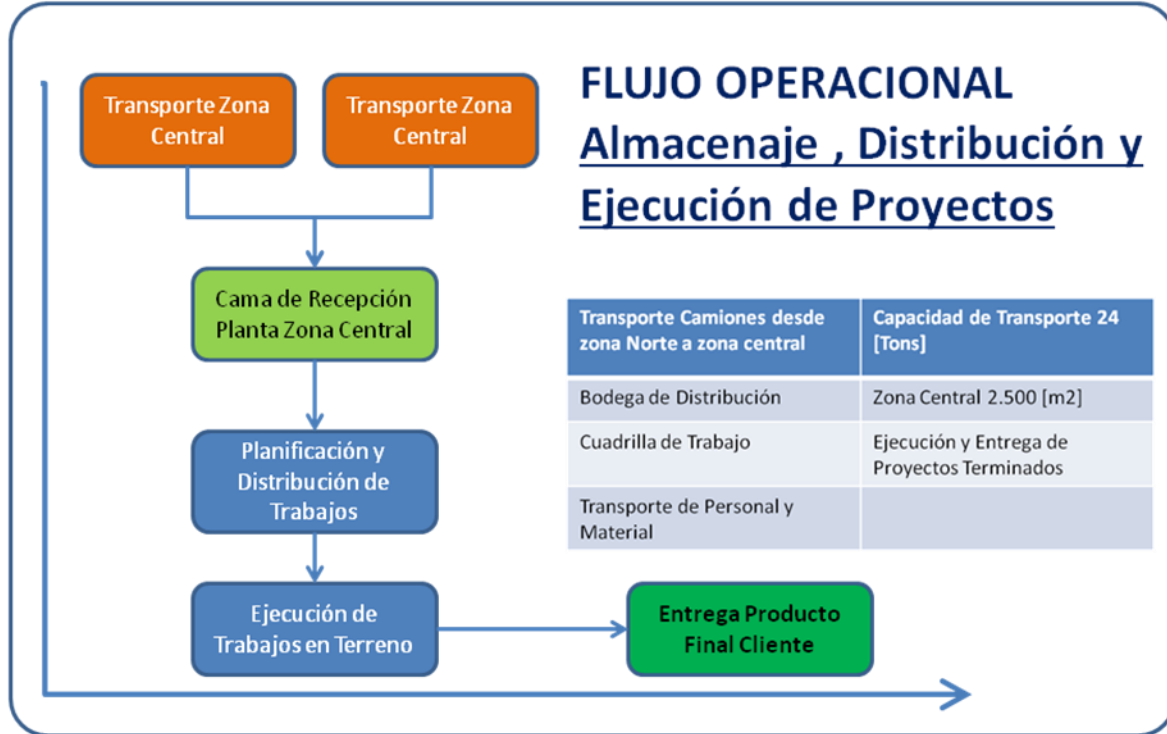 FLUJO OPERACIONAL
Almacenaje , Distribución y
Ejecución de Proyectos
Transporte Zona
Central
Transporte Zona
Central
Cama de Recepción
Planta Zona Central
Planificación y
Distribución de
Trabajos
Ejecución de
Trabajos en Terreno
Entrega Producto
Final Cliente
Transporte Camiones desde
zona Norte a zona central
Capacidad de Transporte 24
[Tons]
Bodega de Distribución
Zona Central 2.500 [m2]
Cuadrilla de Trabajo
Ejecución y Entrega de
Proyectos Terminados
Transporte de Personal y
Material